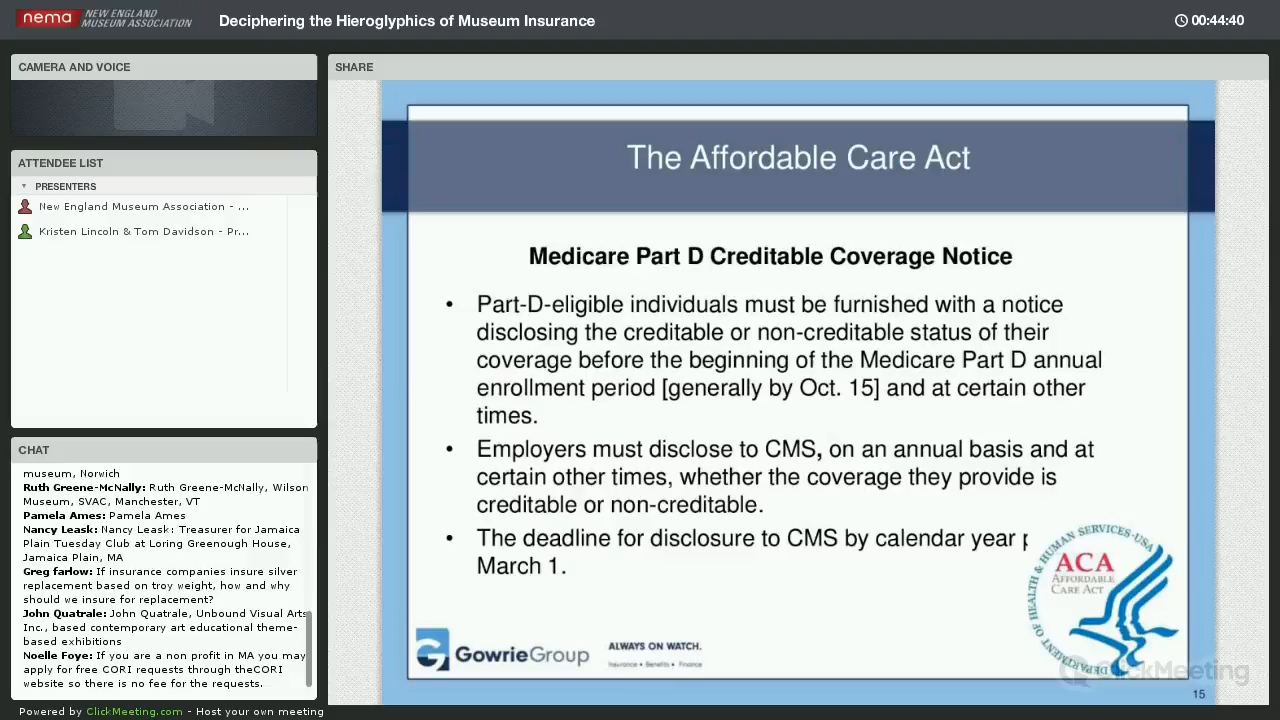 nema NEW ENGLAND
MUSEUM ASSOCIATION
Deciphering the Hieroglyphics of Museum Insurance
00:44:40
CAMERA AND VOICE
ATTENDEE LIST
PRESENTERS
New England Museum Association - ...
Kristen Lincoln & Tom Davidson - Pr...
CHAT
museum, Norwich
Ruth Greene-McNally: Ruth Greene-McNally, Wilson
Museum, SVAC, Manchester, VT
Pamela Ames: Pamela Ames
Nancy Leask: Nancy Leask: Treasurer for Jamaica
Plain Tuesday Club at Loring Greenough House,
Jamaica Plain, MA
Greg farlow: If insurance companies insure silver
replacement based on troy weight, how and why
should we insure for replacement?
John Quatrale: John Quatrale, Unbound Visual Arts
Inc., based contemporary art educational theme-
based exhibitions
Noelle Foye: If you are a non profit in MA you may
apply for free CORI requests through theCORI
website so there is no fee for the requests.
Powered by ClickMeeting.com - Host your own meeting
SHARE
The Affordable Care Act
Medicare Part D Creditable Coverage Notice
• Part-D-eligible individuals must be furnished with a notice
disclosing the creditable or non-creditable status of their
coverage before the beginning of the Medicare Part D annual
enrollment period [generally by Oct. 15] and at certain other
times.
• Employers must disclose to CMS, on an annual basis and at
certain other times, whether the coverage they provide is
creditable or non-creditable.
• The deadline for disclosure to CMS by calendar year p
March 1.
DEPARTMENT OF HEALTH & HUMAN SERVICES·USA
ACA
AFFORDABLE
CARE ACT
GowrieGroup
ALWAYS ON WATCH.
Insurance • Benefits • Finance
ClickMeeting
15